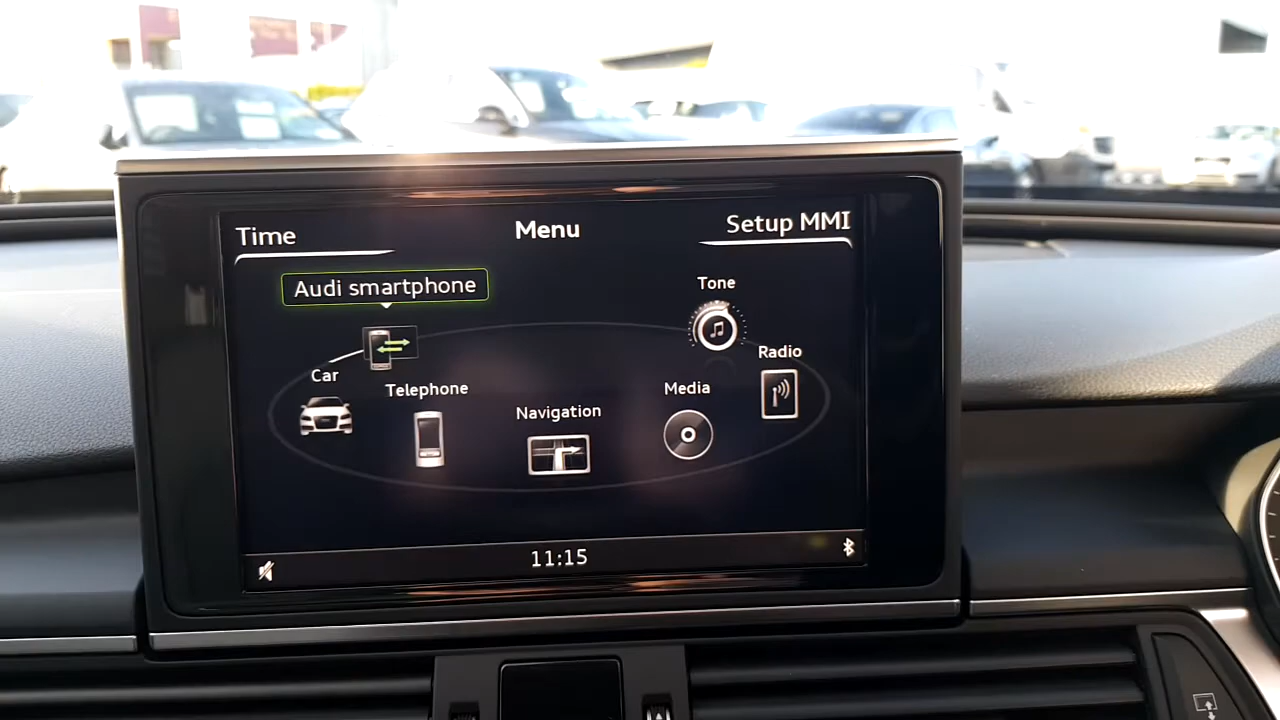 Time
Menu
Setup MMI
Audi smartphone
Tone
Radio
Car
Telephone
Media
Navigation
11:15